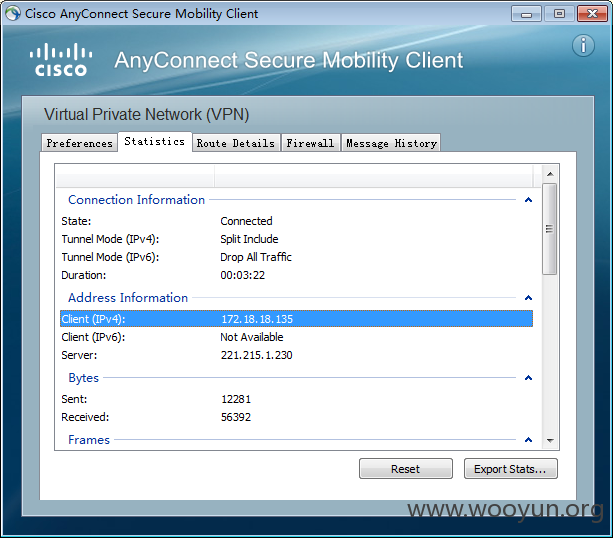 Cisco AnyConnect Secure Mobility Client
CISCO
AnyConnect Secure Mobility Client
Virtual Private Network (VPN)
Preferences Statistics Route Details Firewall Message History
Connection Information
State: Connected
Tunnel Mode (IPv4): Split Include
Tunnel Mode (IPv6): Drop All Traffic
Duration: 00:03:22
Address Information
Client (IPv4): 172.18.18.135
Client (IPv6): Not Available
Server: 221.215.1.230
Bytes
Sent: 12281
Received: 56392
Frames
Reset Export Stats...
www.wooyun.org